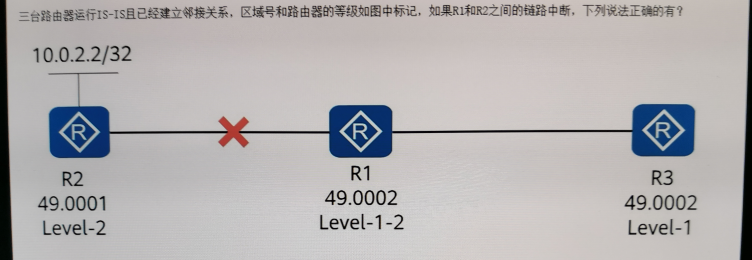 三台路由器运行IS-IS且已经建立邻接关系，区域号和路由器的等级如图中标记，如果R1和R2之间的链路中断，下列说法正确的有？
10.0.2.2/32
R
R
R
R2
49.0001
Level-2
R1
49.0002
Level-1-2
R3
49.0002
Level-1